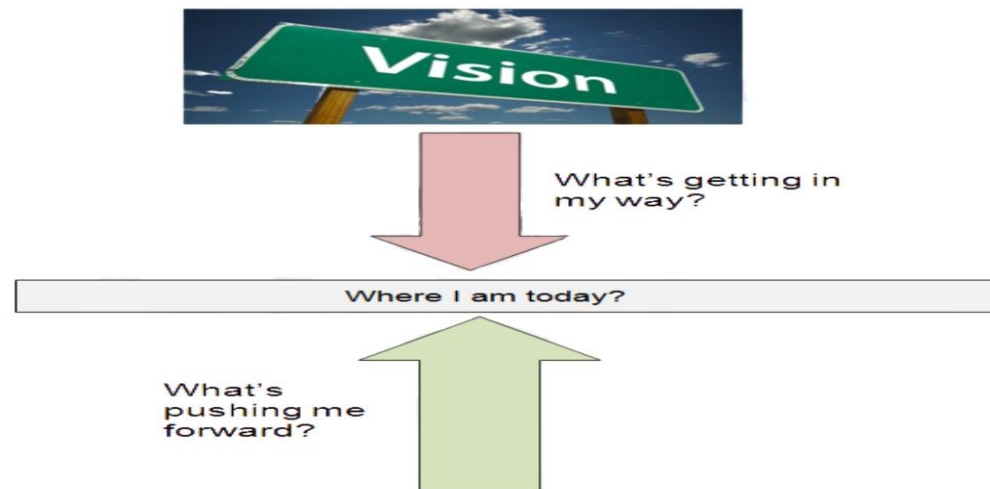 Vision
What's getting in
my way?
Where I am today?
What's
pushing me
forward?